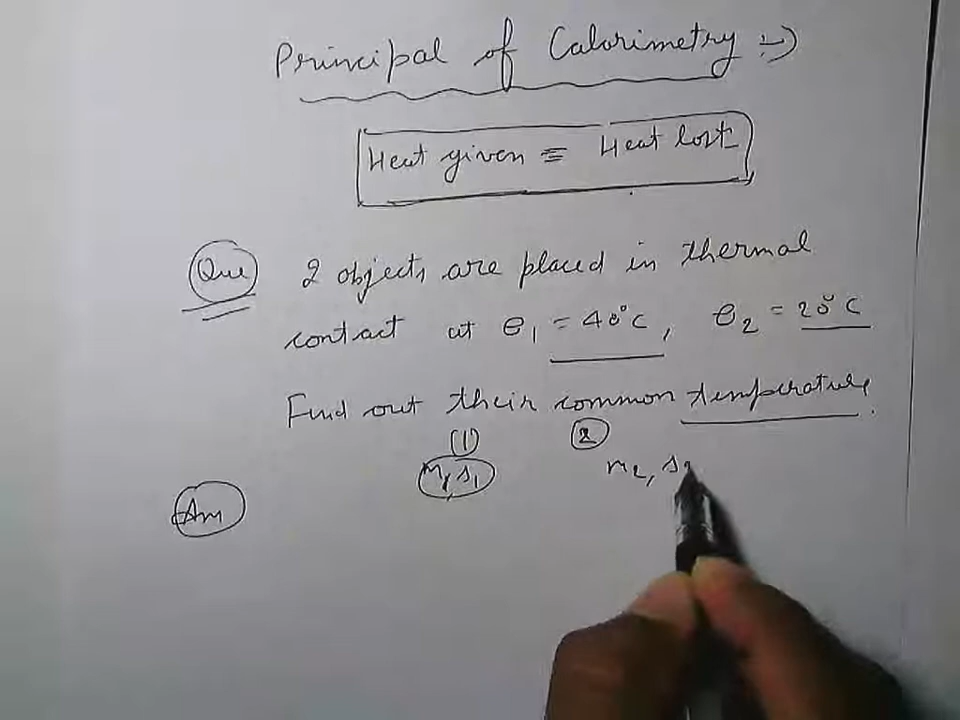 Principal of Calorimetry :-)
Heat given = Heat lost
Que 2 objects are placed in thermal
contact at θ1 = 40°C, θ2 = 20°C
Find out their common temperature.
(1) 2
m1, s1 m2, s2
Ans